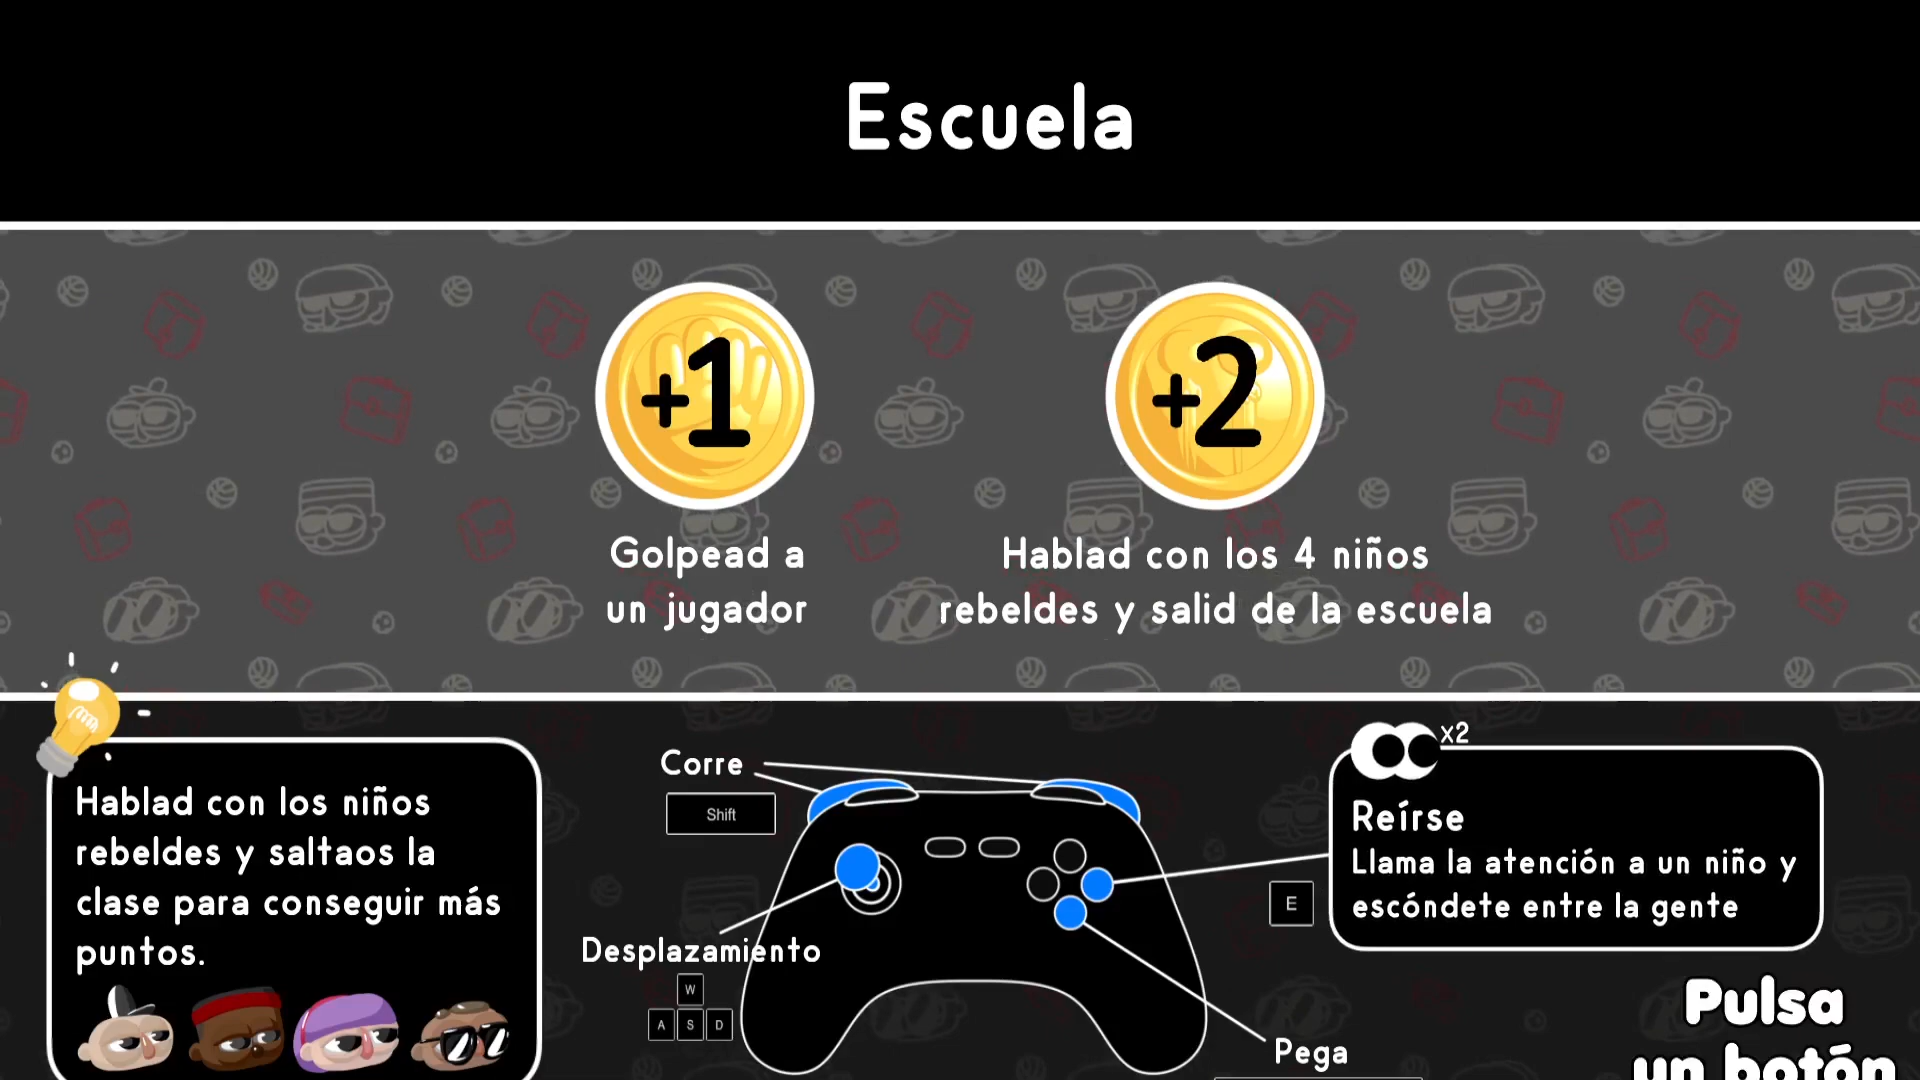 Escuela
+1
+2
Golpead a
un jugador
Hablad con los 4 niños
rebeldes y salid de la escuela
Hablad con los niños
rebeldes y saltaos la
clase para conseguir más
puntos.
Corre
Shift
Desplazamiento
W
A S D
x2
Reírse
Llama la atención a un niño y
escóndete entre la gente
E
Pega
Pulsa
un botón